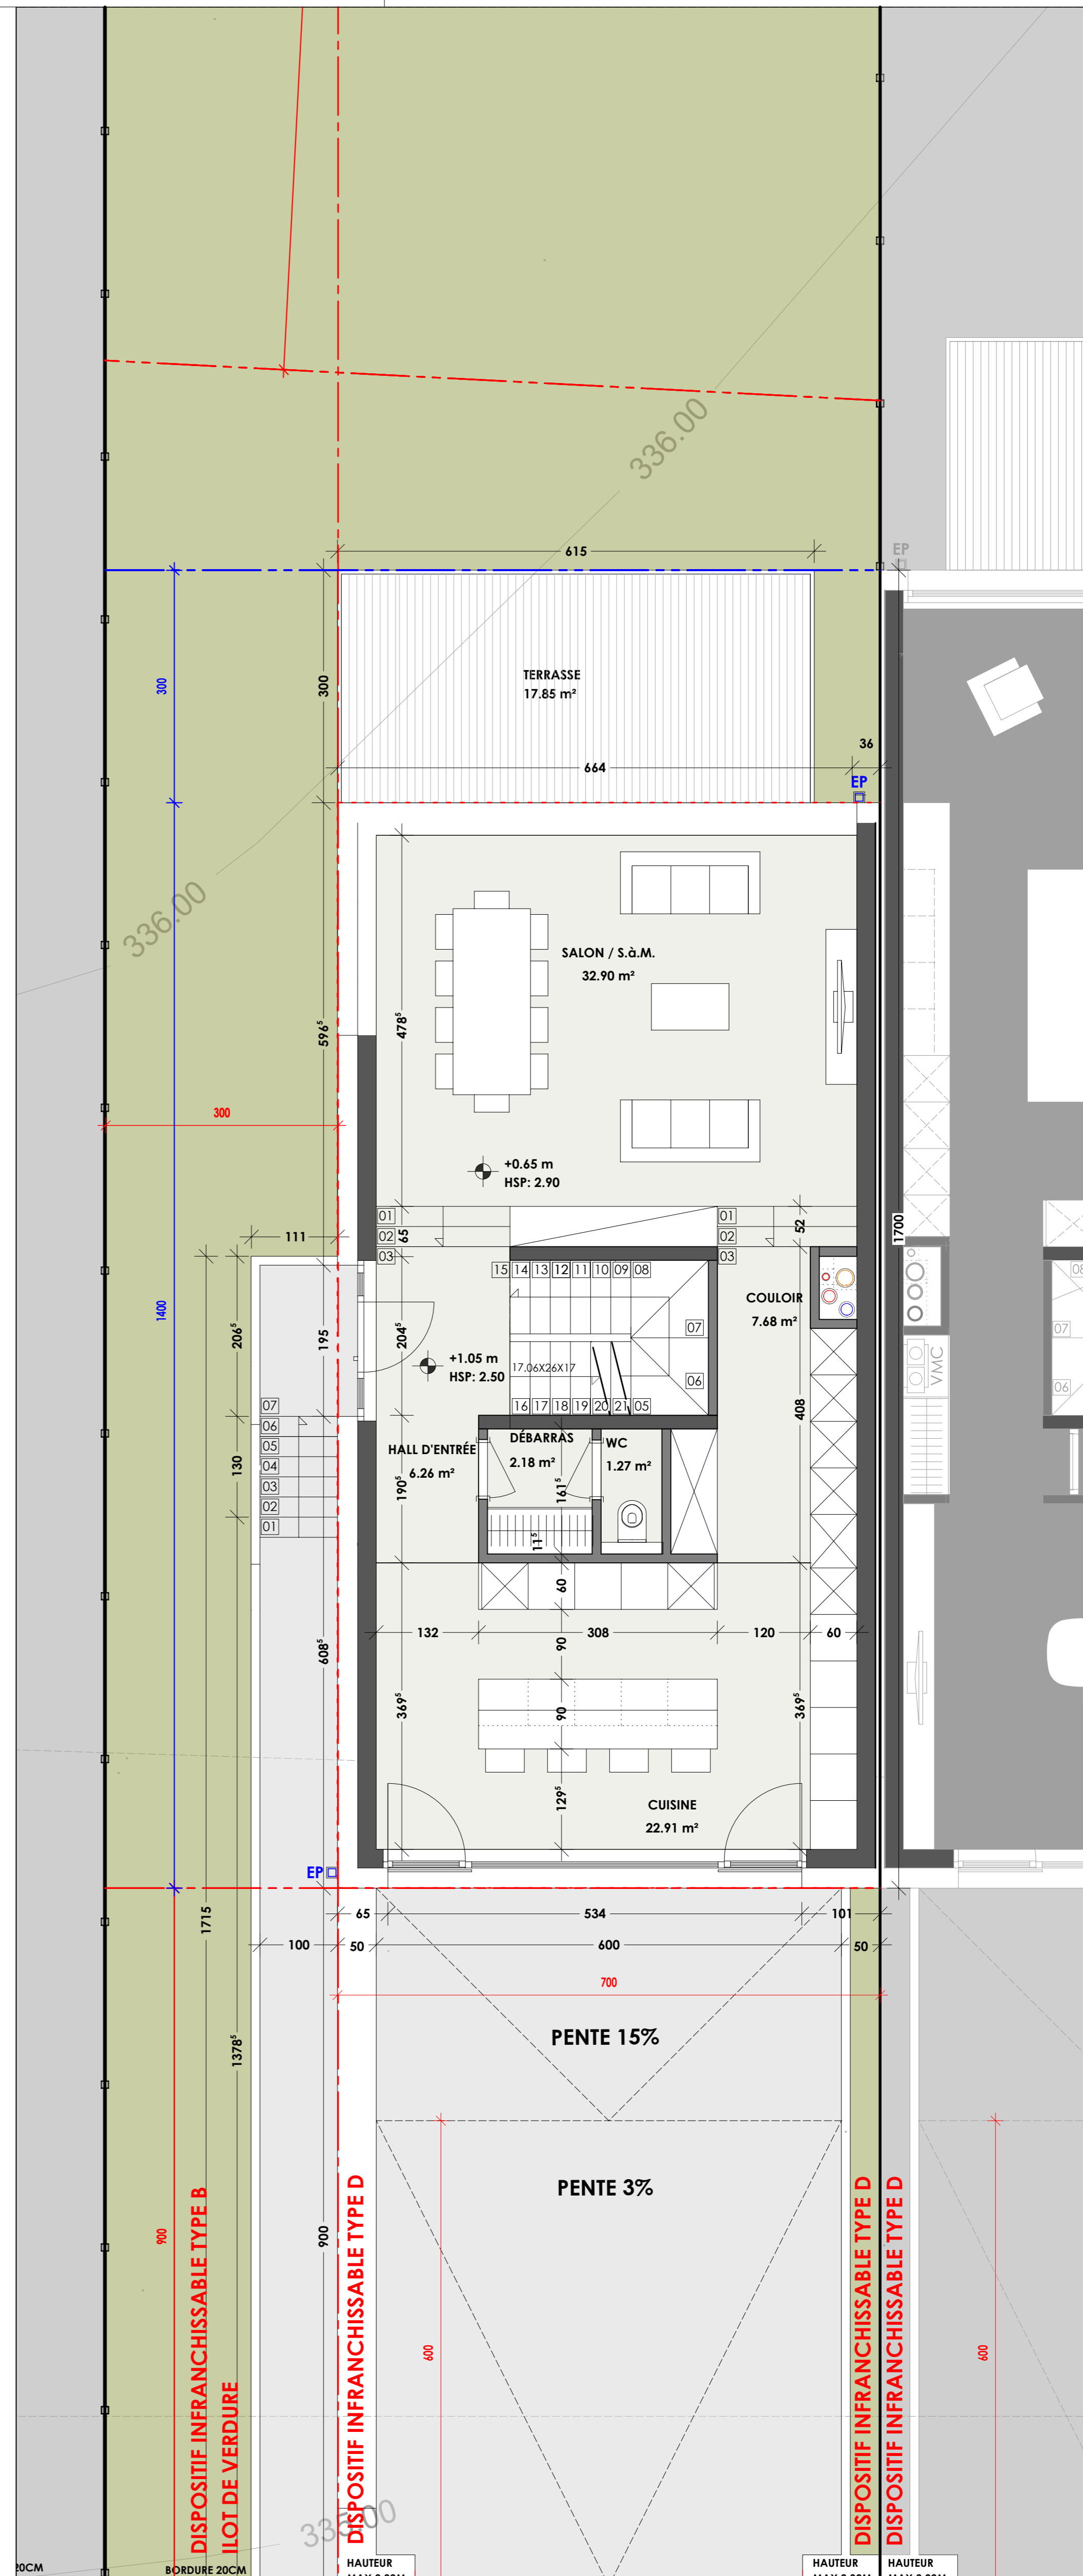 336.00
615
EP
300
300
TERRASSE
17.85 m²
36
664
EP
336.00
SALON / S.à.M.
32.90 m²
596⁵
478⁵
300
+0.65 m
HSP: 2.90
01
02
03
65
01
02
03
52
1700
111
15
14
13
12
11
10
09
08
COULOIR
7.68 m²
1400
206⁵
195
204⁵
07
06
+1.05 m
HSP: 2.50
17.06X26X17
VMC
08
07
06
16
17
18
19
20
21
05
408
07
06
05
04
03
02
01
130
HALL D'ENTRÉE
6.26 m²
190⁵
DÉBARRAS
2.18 m²
WC
1.27 m²
161⁵
11⁵
60
132
308
120
60
90
608⁵
369⁵
90
369⁵
129⁵
CUISINE
22.91 m²
EP
1715
65
534
101
100
50
600
50
700
1378⁵
PENTE 15%
PENTE 3%
900
900
600
600
DISPOSITIF INFRANCHISSABLE TYPE B
ILOT DE VERDURE
DISPOSITIF INFRANCHISSABLE TYPE D
DISPOSITIF INFRANCHISSABLE TYPE D
DISPOSITIF INFRANCHISSABLE TYPE D
335.00
20CM
BORDURE 20CM
HAUTEUR
HAUTEUR
HAUTEUR